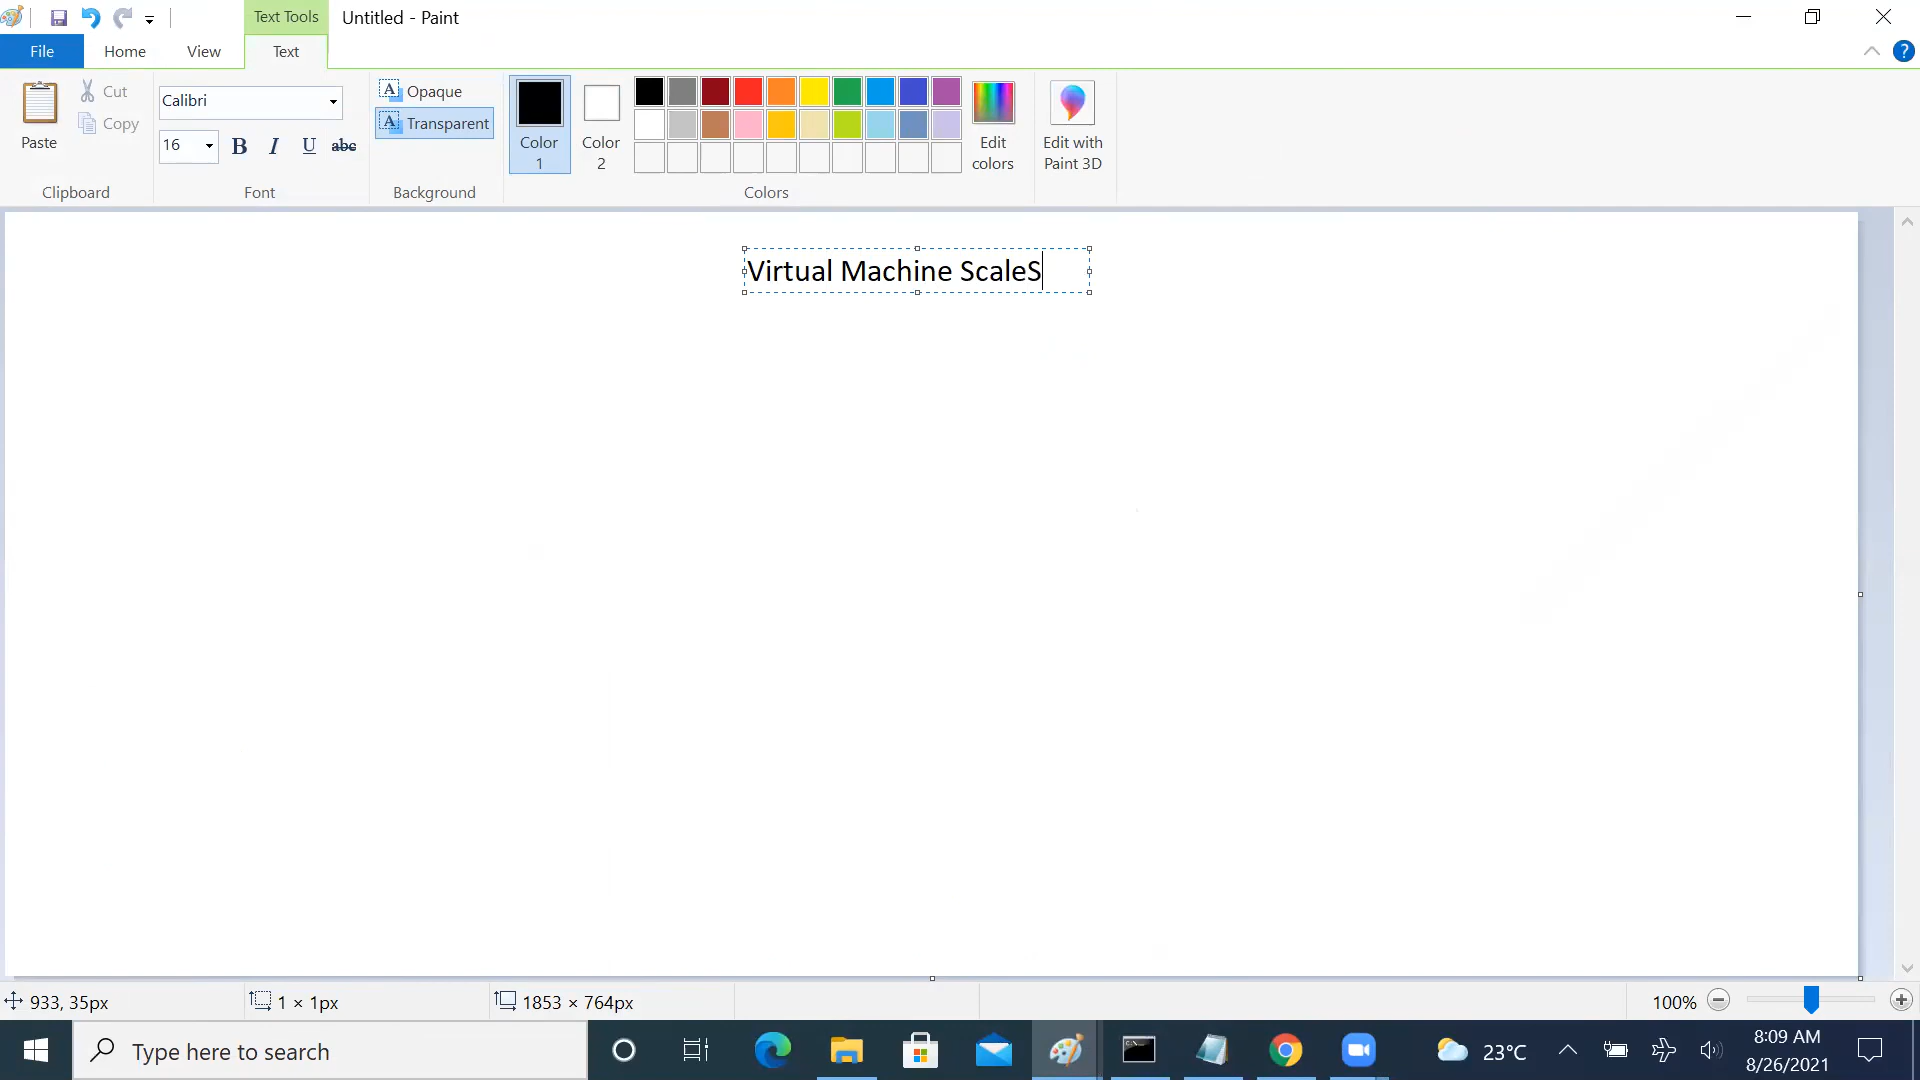 Text Tools
Untitled - Paint
File
Home
View
Text
?
Paste
Cut
Copy
Clipboard
Calibri
16
B
I
U
abc
Font
A Opaque
A Transparent
Background
Color
1
Color
2
Edit
colors
Colors
Edit with
Paint 3D
Virtual Machine ScaleS
933, 35px
1 × 1px
1853 × 764px
100%
Type here to search
23°C
8:09 AM
8/26/2021